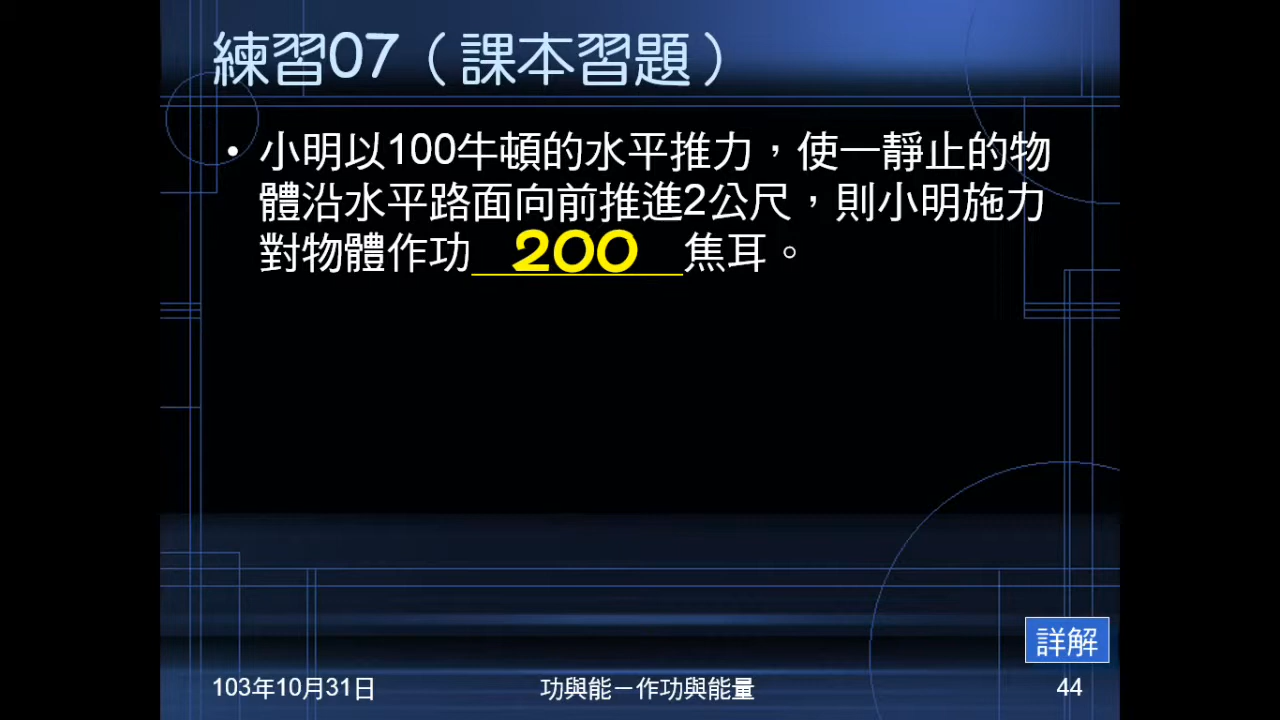 練習07（課本習題）
• 小明以100牛頓的水平推力，使一靜止的物
體沿水平路面向前推進2公尺，則小明施力
對物體作功 200 焦耳。
詳解
103年10月31日 功與能－作功與能量 44